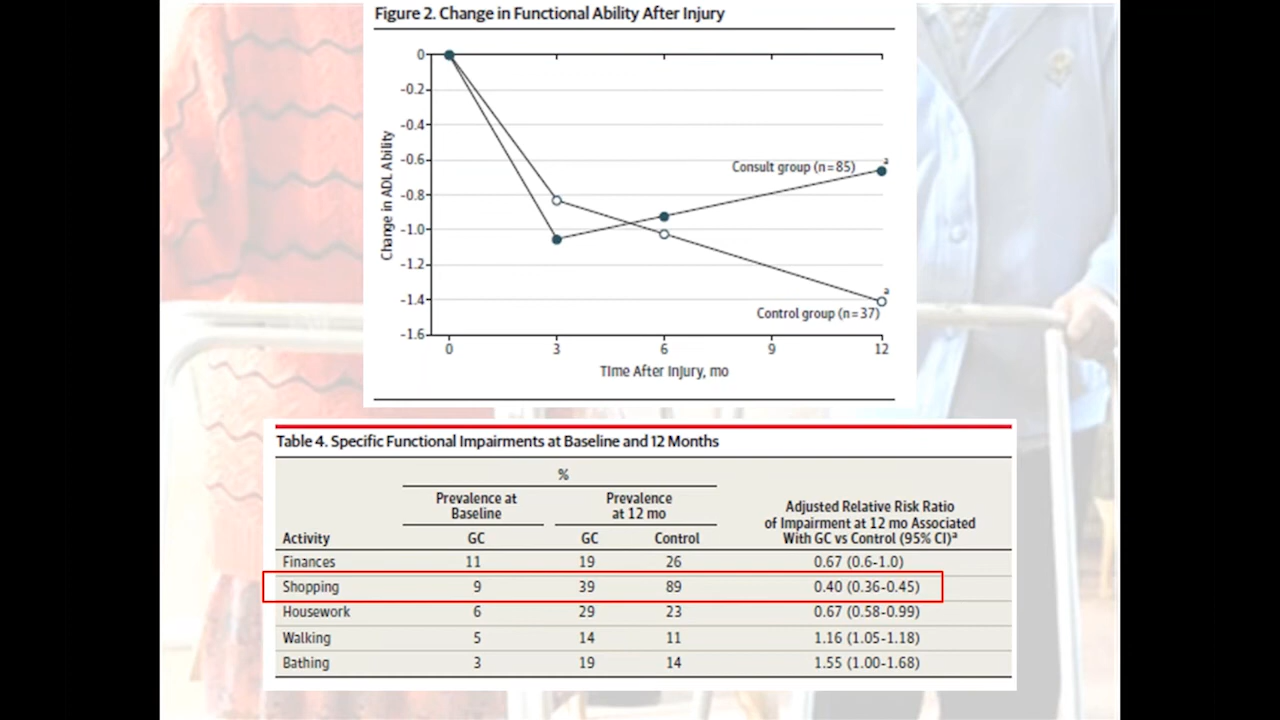 Figure 2. Change in Functional Ability After Injury
0
-0.2
-0.4
-0.6
-0.8
-1.0
-1.2
-1.4
-1.6
Change in ADL Ability
Consult group (n=85)
a
Control group (n=37)
a
0 3 6 9 12
Time After Injury, mo
Table 4. Specific Functional Impairments at Baseline and 12 Months
%
Prevalence at
Baseline
Prevalence
at 12 mo
Adjusted Relative Risk Ratio
of Impairment at 12 mo Associated
With GC vs Control (95% CI)a
Activity GC GC Control
Finances 11 19 26 0.67 (0.6-1.0)
Shopping 9 39 89 0.40 (0.36-0.45)
Housework 6 29 23 0.67 (0.58-0.99)
Walking 5 14 11 1.16 (1.05-1.18)
Bathing 3 19 14 1.55 (1.00-1.68)